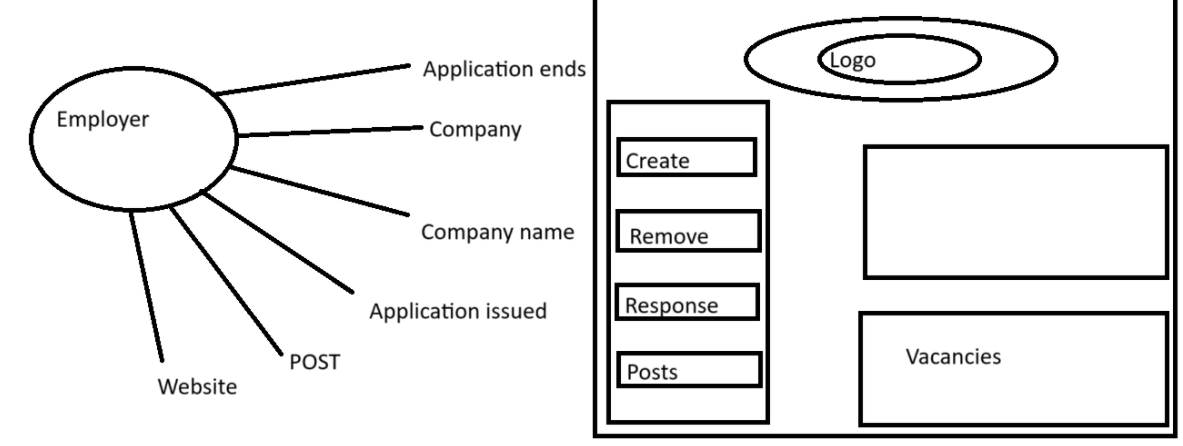 Employer
Application ends
Company
Company name
Application issued
POST
Website
Logo
Create
Remove
Response
Posts
Vacancies